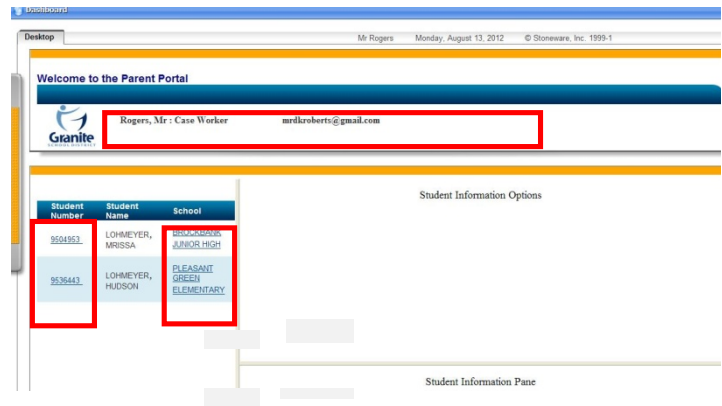 Dashboard
Desktop
Mr Rogers Monday, August 13, 2012 © Stoneware, Inc. 1999-1
Welcome to the Parent Portal
Rogers, Mr : Case Worker mrdkroberts@gmail.com
Granite
SCHOOL DISTRICT
Student Information Options
Student Number Student Name School
9504953 LOHMEYER, MRISSA BROCKBANK JUNIOR HIGH
9536443 LOHMEYER, HUDSON PLEASANT GREEN ELEMENTARY
Student Information Pane